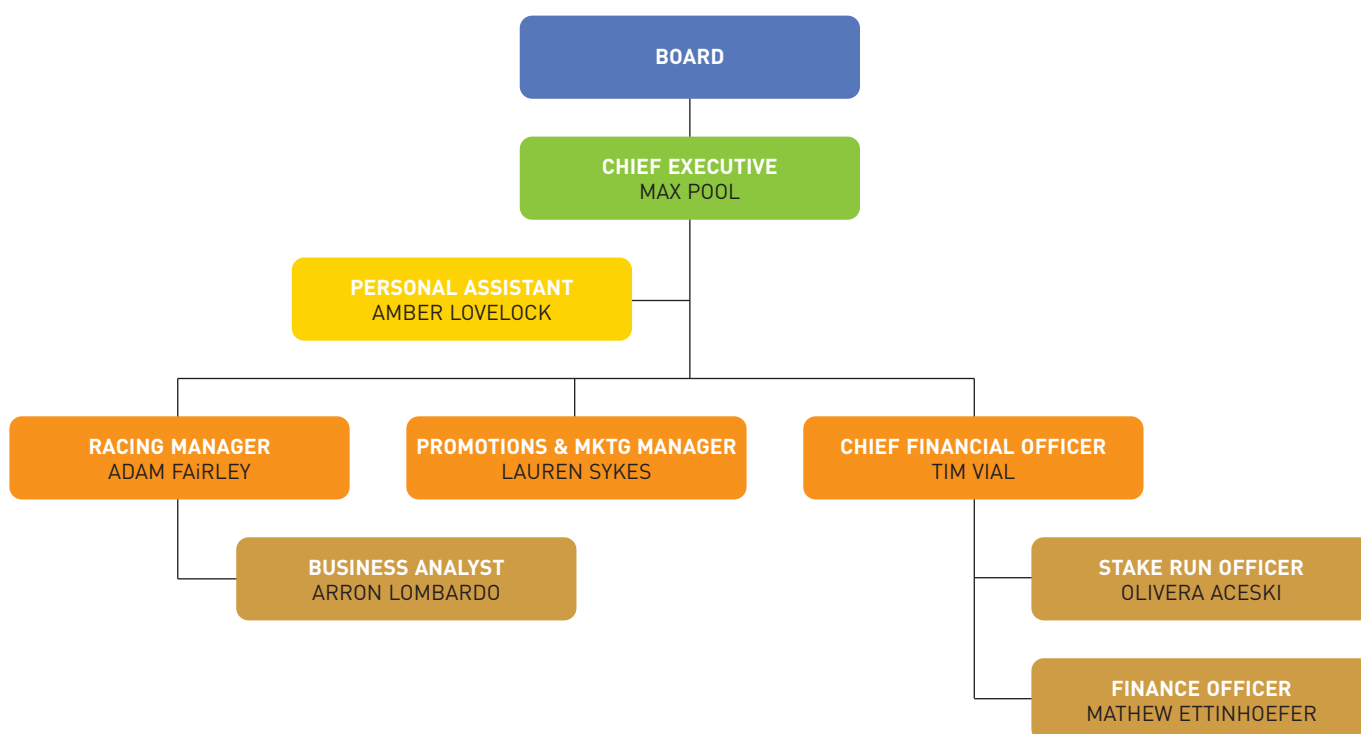 BOARD
CHIEF EXECUTIVE
MAX POOL
PERSONAL ASSISTANT
AMBER LOVELOCK
RACING MANAGER
ADAM FAiRLEY
PROMOTIONS & MKTG MANAGER
LAUREN SYKES
CHIEF FINANCIAL OFFICER
TIM VIAL
BUSINESS ANALYST
ARRON LOMBARDO
STAKE RUN OFFICER
OLIVERA ACESKI
FINANCE OFFICER
MATHEW ETTINHOEFER